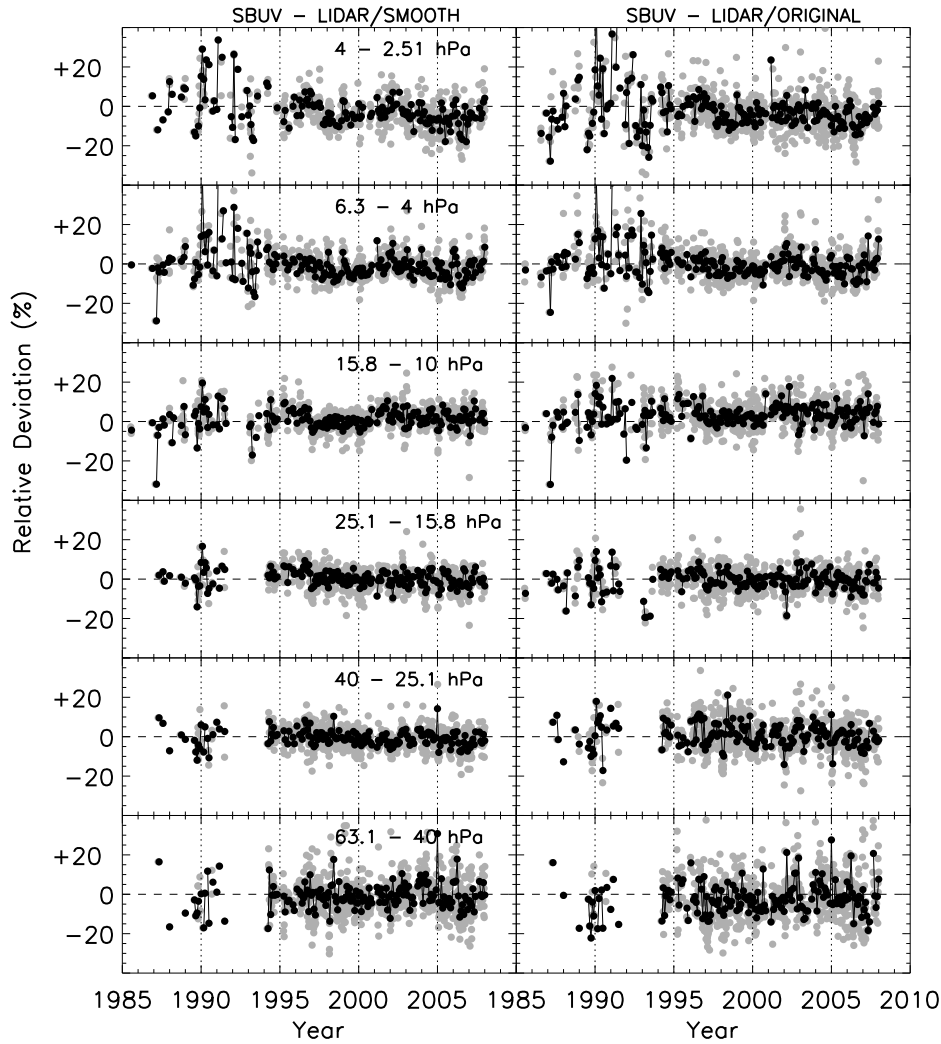 SBUV – LIDAR/SMOOTH SBUV – LIDAR/ORIGINAL
4 – 2.51 hPa
+20
0
−20
6.3 – 4 hPa
+20
0
−20
15.8 – 10 hPa
+20
0
−20
25.1 – 15.8 hPa
+20
0
−20
40 – 25.1 hPa
+20
0
−20
63.1 – 40 hPa
+20
0
−20
Relative Deviation (%)
1985 1990 1995 2000 2005 1985 1990 1995 2000 2005 2010
Year Year